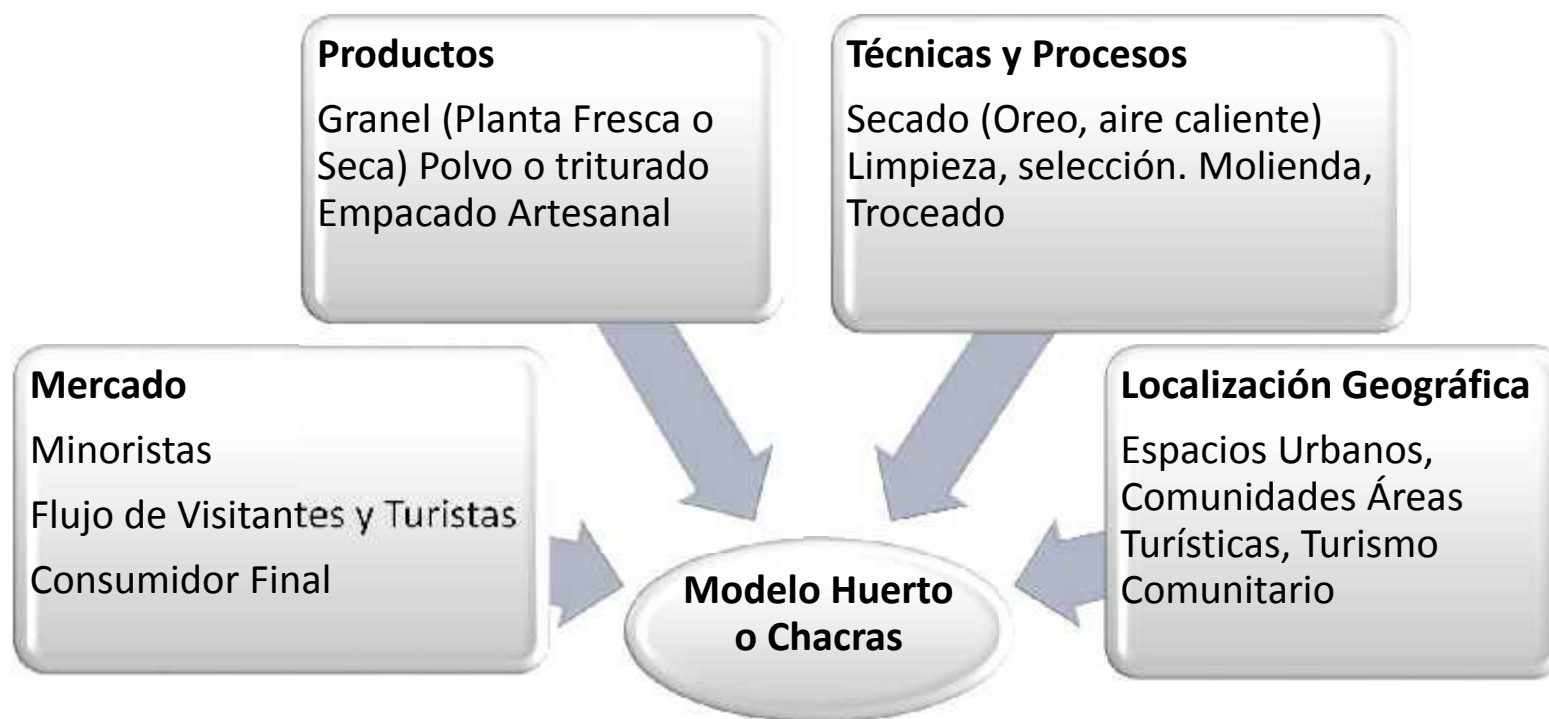 Productos
Granel (Planta Fresca o
Seca) Polvo o triturado
Empacado Artesanal
Técnicas y Procesos
Secado (Oreo, aire caliente)
Limpieza, selección. Molienda,
Troceado
Mercado
Minoristas
Flujo de Visitantes y Turistas
Consumidor Final
Localización Geográfica
Espacios Urbanos,
Comunidades Áreas
Turísticas, Turismo
Comunitario
Modelo Huerto
o Chacras